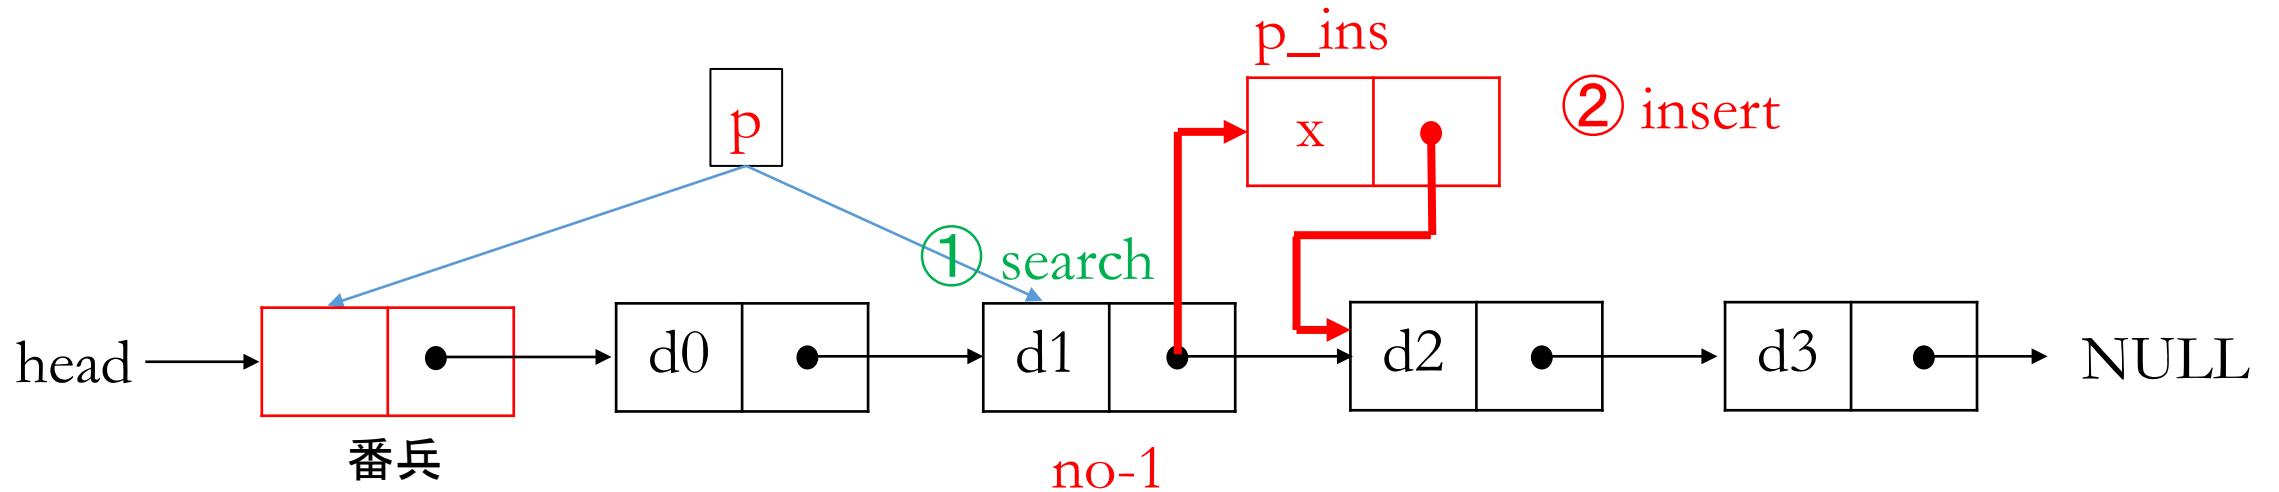 p_ins
p
x
② insert
① search
head
d0
d1
d2
d3
NULL
番兵
no-1